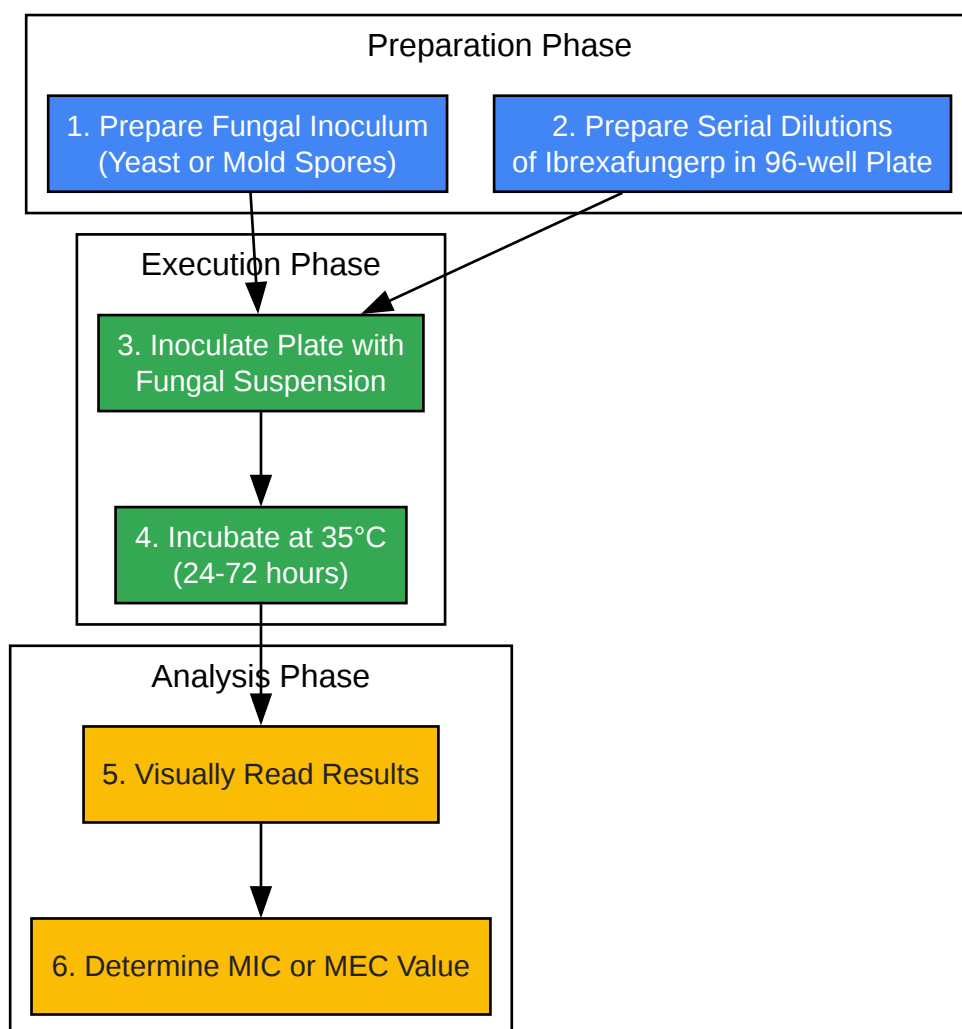 Preparation Phase
1. Prepare Fungal Inoculum
(Yeast or Mold Spores)
2. Prepare Serial Dilutions
of Ibrexafungerp in 96-well Plate
Execution Phase
3. Inoculate Plate with
Fungal Suspension
4. Incubate at 35°C
(24-72 hours)
Analysis Phase
5. Visually Read Results
6. Determine MIC or MEC Value